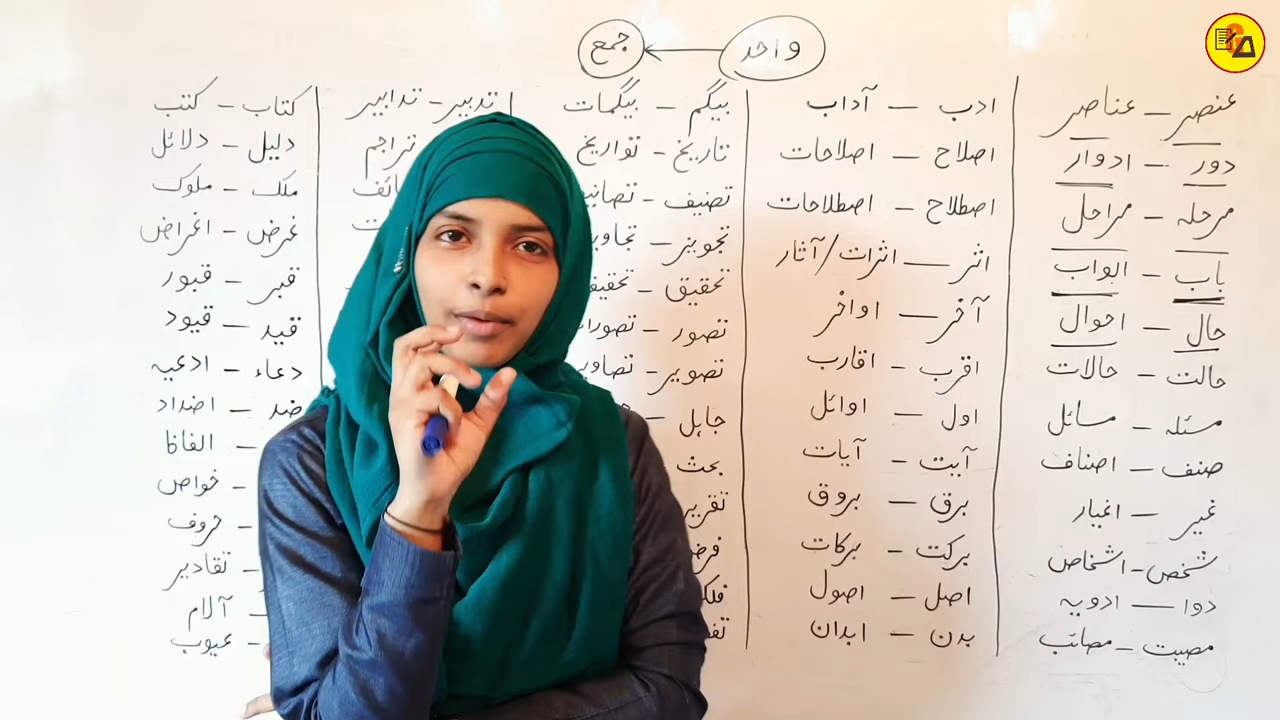 واحد ← جمع
عنصر – عناصر
دور – ادوار
مرحلہ – مراحل
باب – ابواب
حال – احوال
حالت – حالات
مسئلہ – مسائل
صنف – اصناف
غیر – اغیار
شخص – اشخاص
دوا – ادویہ
مصیبت – مصائب
ادب – آداب
اصلاح – اصلاحات
اصطلاح – اصطلاحات
اثر – اثرات/آثار
آخر – اواخر
اقرب – اقارب
اول – اوائل
آیت – آیات
برق – بروق
برکت – برکات
اصل – اصول
بدن – ابدان
بیگم – بیگمات
تاریخ – تواریخ
تصنیف –
تجویز –
تحقیق –
تصور –
تصویر –
جاہل –
بحث
تدبیر – تدابیر
تراجم
کتاب – کتب
دلیل – دلائل
ملک – ملوک
غرض – اغراض
قبر – قبور
قید – قیود
دعاء – ادعیہ
ضد – اضداد
– الفاظ
– خواص
– حروف
– تقادیر
– آلام
– عیوب